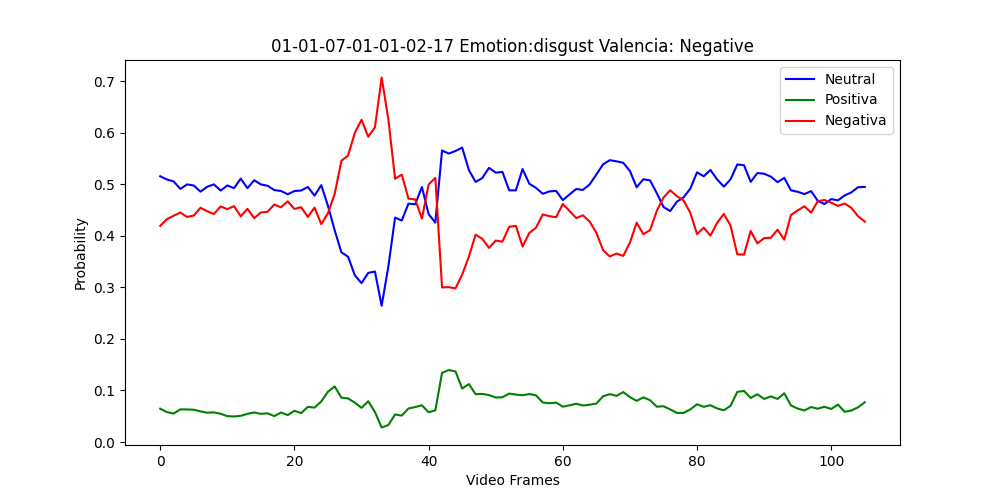 01-01-07-01-01-02-17 Emotion:disgust Valencia: Negative
Neutral
Positiva
Negativa
Probability
0.7
0.6
0.5
0.4
0.3
0.2
0.1
0.0
0 20 40 60 80 100
Video Frames